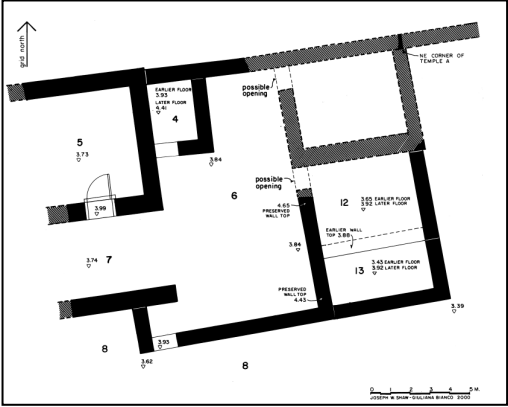 grid north
NE CORNER OF
TEMPLE A
EARLIER FLOOR
3.93
LATER FLOOR
4.41
4
possible
opening
5
3.73
3.84
6
possible
opening
4.65
PRESERVED
WALL TOP
12
3.65 EARLIER FLOOR
3.92 LATER FLOOR
3.99
EARLIER WALL
TOP 3.88
3.84
7
3.74
13
3.43 EARLIER FLOOR
3.92 LATER FLOOR
PRESERVED
WALL TOP
4.43
3.39
8
3.93
3.62
8
0 1 2 3 4 5 M.
JOSEPH W. SHAW - GIULIANA BIANCO 2000